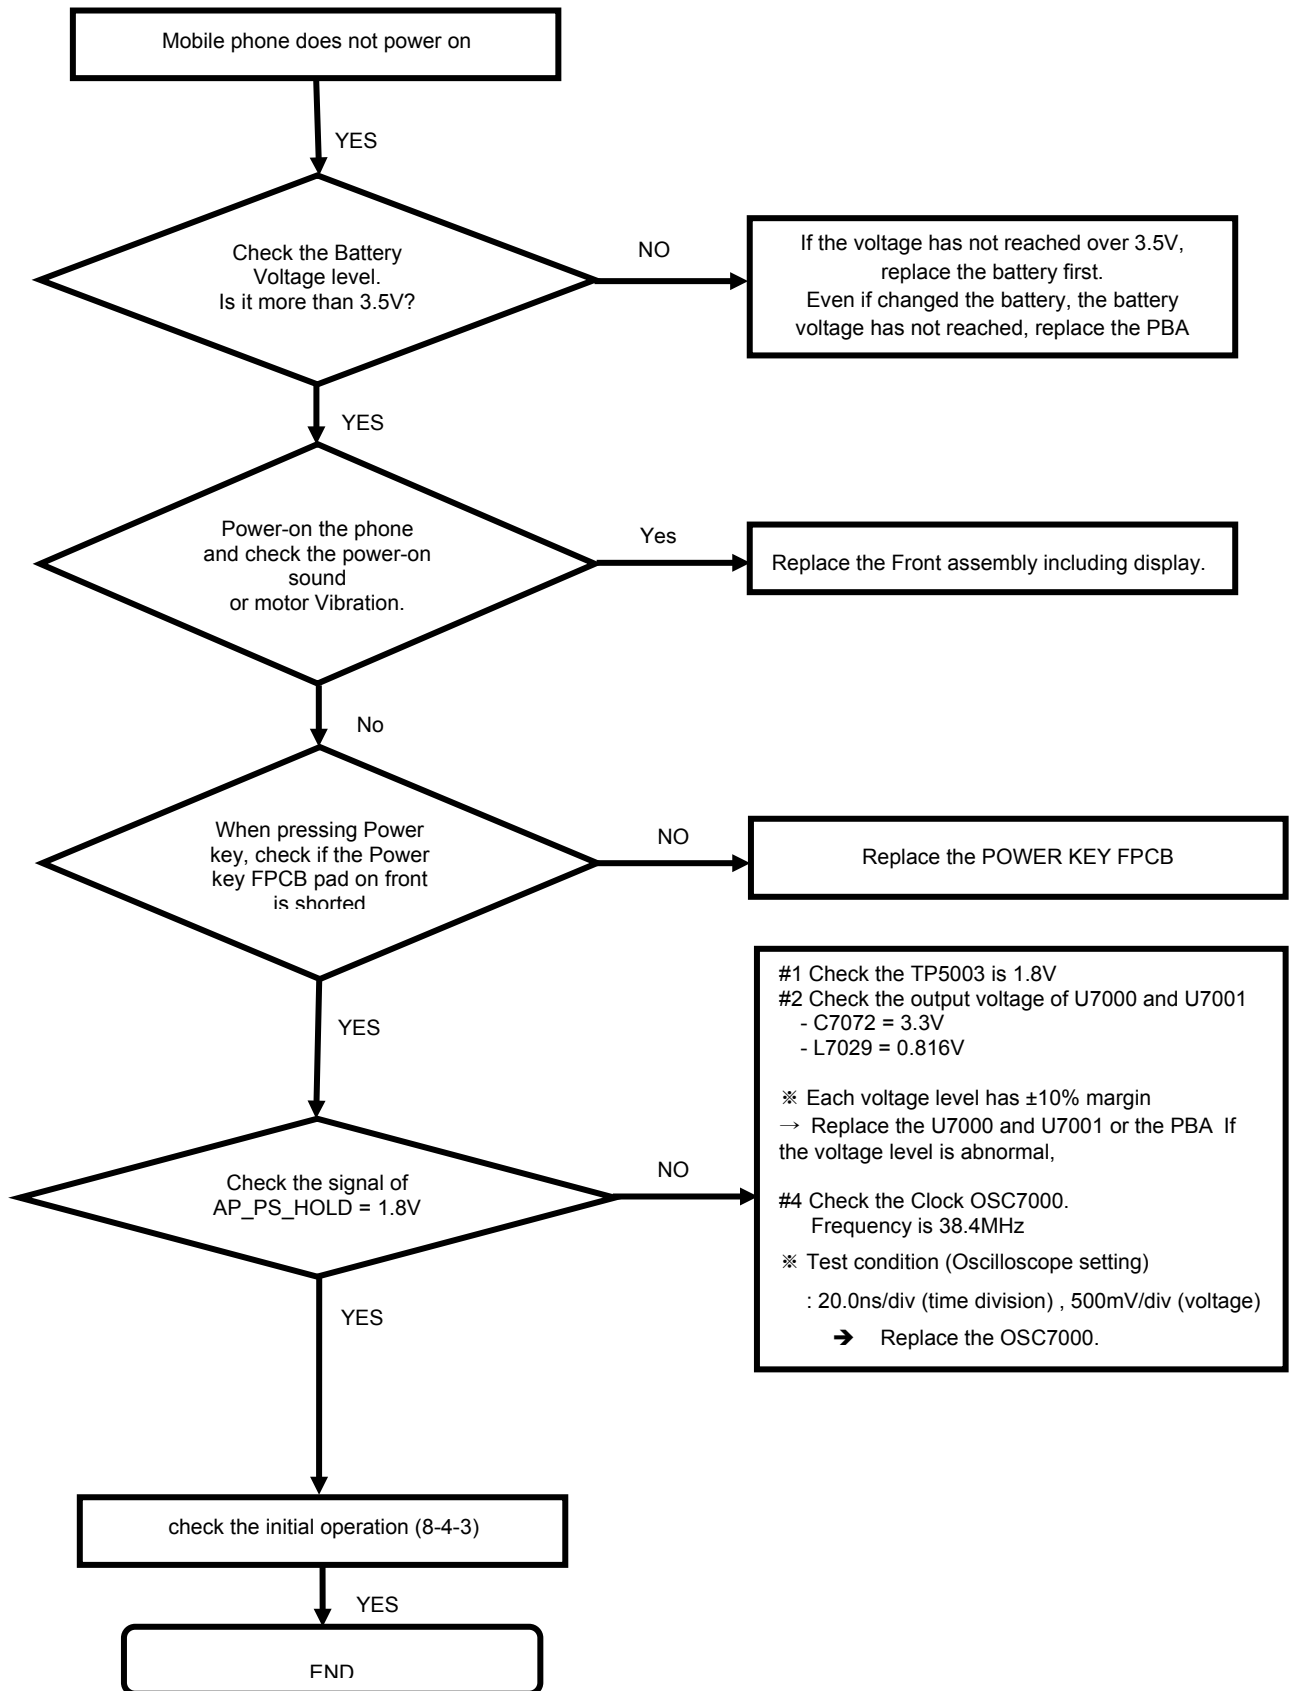 Mobile phone does not power on
YES
Check the Battery
Voltage level.
Is it more than 3.5V?
NO
If the voltage has not reached over 3.5V,
replace the battery first.
Even if changed the battery, the battery
voltage has not reached, replace the PBA
YES
Power-on the phone
and check the power-on
sound
or motor Vibration.
Yes
Replace the Front assembly including display.
No
When pressing Power
key, check if the Power
key FPCB pad on front
is shorted
NO
Replace the POWER KEY FPCB
YES
Check the signal of
AP_PS_HOLD = 1.8V
NO
#1 Check the TP5003 is 1.8V
#2 Check the output voltage of U7000 and U7001
- C7072 = 3.3V
- L7029 = 0.816V
※ Each voltage level has ±10% margin
→ Replace the U7000 and U7001 or the PBA If
the voltage level is abnormal,
#4 Check the Clock OSC7000.
Frequency is 38.4MHz
※ Test condition (Oscilloscope setting)
: 20.0ns/div (time division) , 500mV/div (voltage)
➔ Replace the OSC7000.
YES
check the initial operation (8-4-3)
YES
END